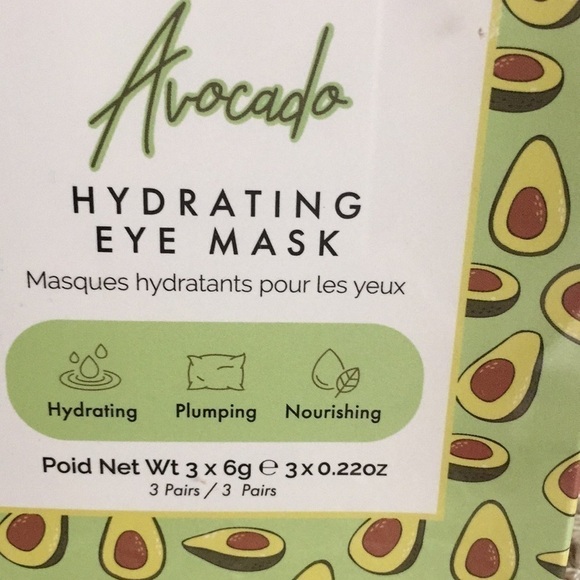 Avocado
HYDRATING
EYE MASK
Masques hydratants pour les yeux
Hydrating Plumping Nourishing
Poid Net Wt 3 x 6g ℮ 3 x 0.22oz
3 Pairs / 3 Pairs